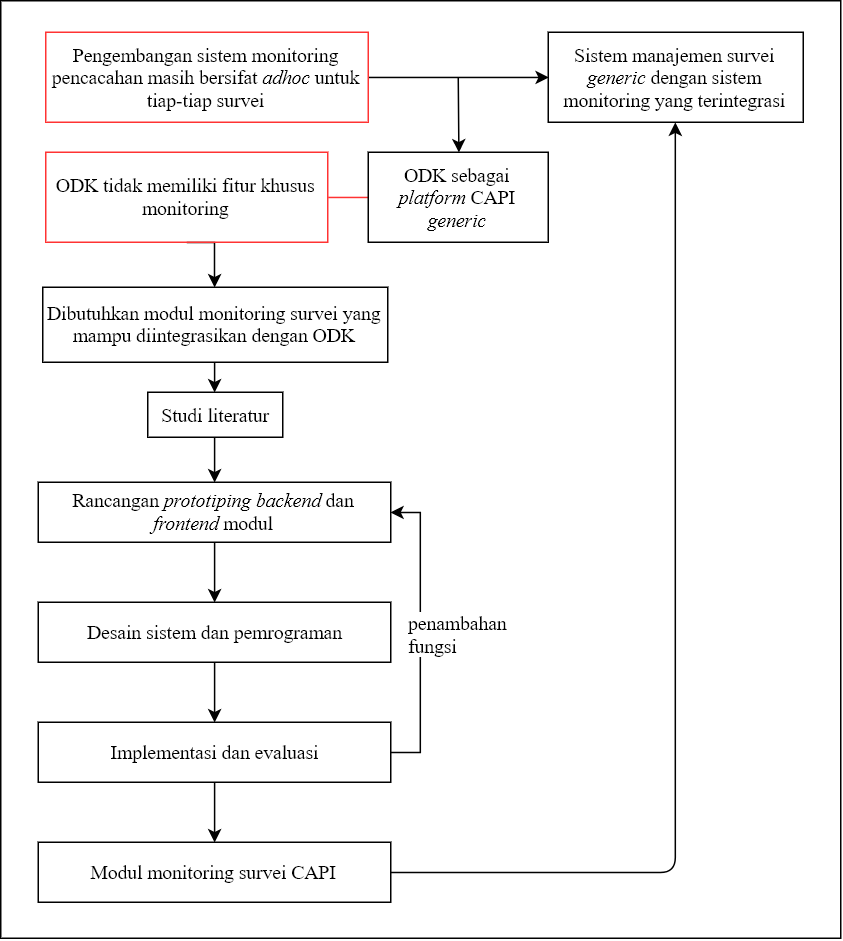 Pengembangan sistem monitoring
pencacahan masih bersifat adhoc untuk
tiap-tiap survei
Sistem manajemen survei
generic dengan sistem
monitoring yang terintegrasi
ODK tidak memiliki fitur khusus
monitoring
ODK sebagai
platform CAPI
generic
Dibutuhkan modul monitoring survei yang
mampu diintegrasikan dengan ODK
Studi literatur
Rancangan prototiping backend dan
frontend modul
Desain sistem dan pemrograman
penambahan
fungsi
Implementasi dan evaluasi
Modul monitoring survei CAPI